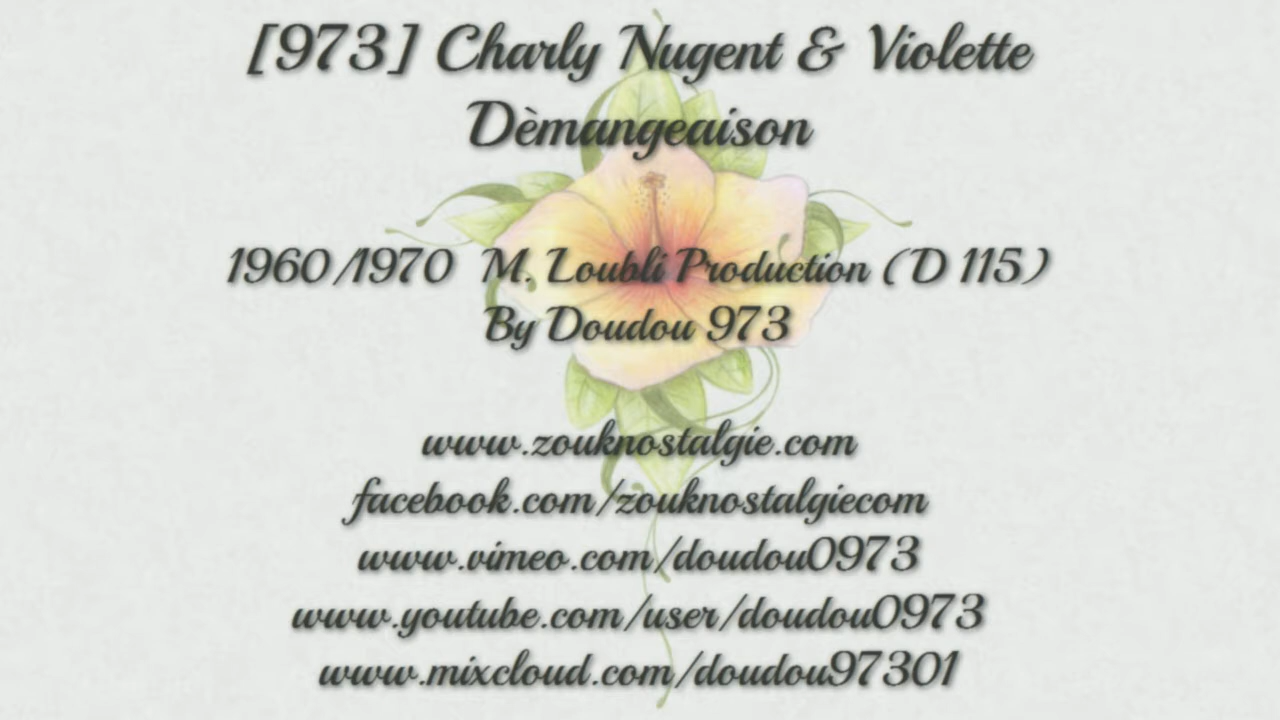 [973] Charly Nugent & Violette
Dèmangeaison
1960/1970 M. Loubli Production (D 115)
By Doudou 973
www.zouknostalgie.com
facebook.com/zouknostalgiecom
www.vimeo.com/doudou0973
www.youtube.com/user/doudou0973
www.mixcloud.com/doudou97301